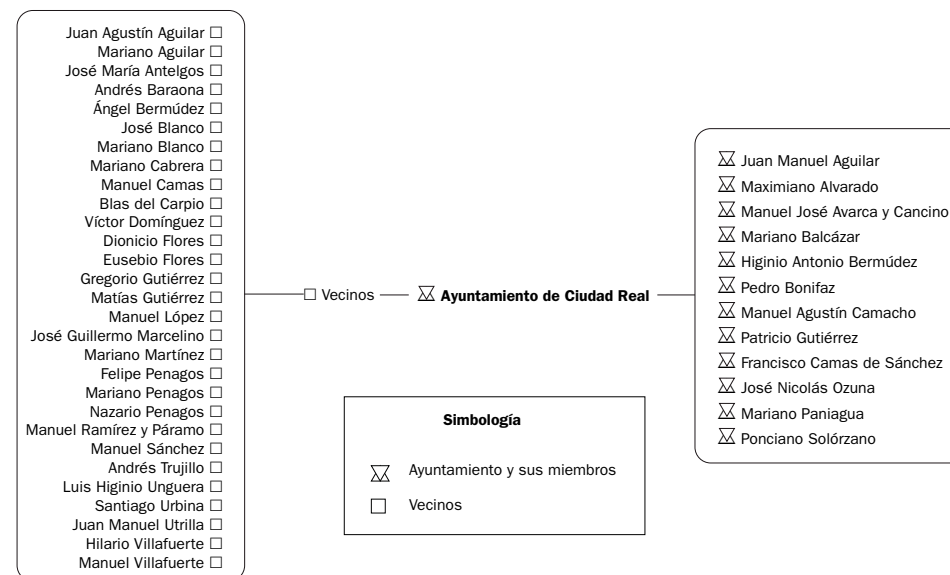 Juan Agustín Aguilar
Mariano Aguilar
José María Antelgos
Andrés Baraona
Ángel Bermúdez
José Blanco
Mariano Blanco
Mariano Cabrera
Manuel Camas
Blas del Carpio
Víctor Domínguez
Dionicio Flores
Eusebio Flores
Gregorio Gutiérrez
Matías Gutiérrez
Manuel López
José Guillermo Marcelino
Mariano Martínez
Felipe Penagos
Mariano Penagos
Nazario Penagos
Manuel Ramírez y Páramo
Manuel Sánchez
Andrés Trujillo
Luis Higinio Unguera
Santiago Urbina
Juan Manuel Utrilla
Hilario Villafuerte
Manuel Villafuerte
Vecinos
Ayuntamiento de Ciudad Real
Juan Manuel Aguilar
Maximiano Alvarado
Manuel José Avarca y Cancino
Mariano Balcázar
Higinio Antonio Bermúdez
Pedro Bonifaz
Manuel Agustín Camacho
Patricio Gutiérrez
Francisco Camas de Sánchez
José Nicolás Ozuna
Mariano Paniagua
Ponciano Solórzano
Simbología
Ayuntamiento y sus miembros
Vecinos